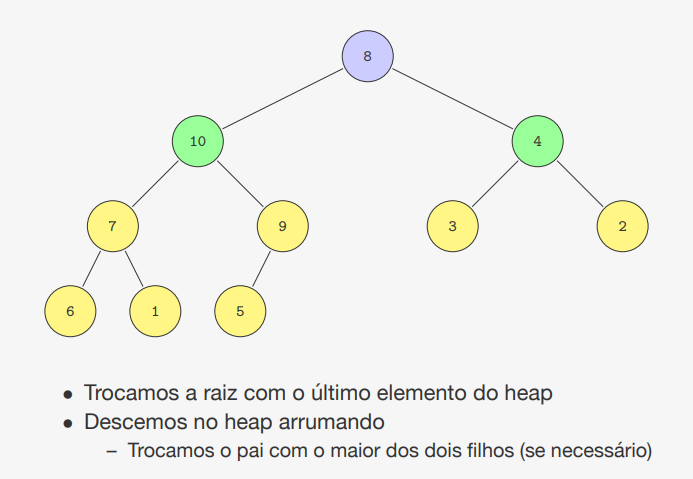 8
10 4
7 9 3 2
6 1 5
• Trocamos a raiz com o último elemento do heap
• Descemos no heap arrumando
– Trocamos o pai com o maior dos dois filhos (se necessário)